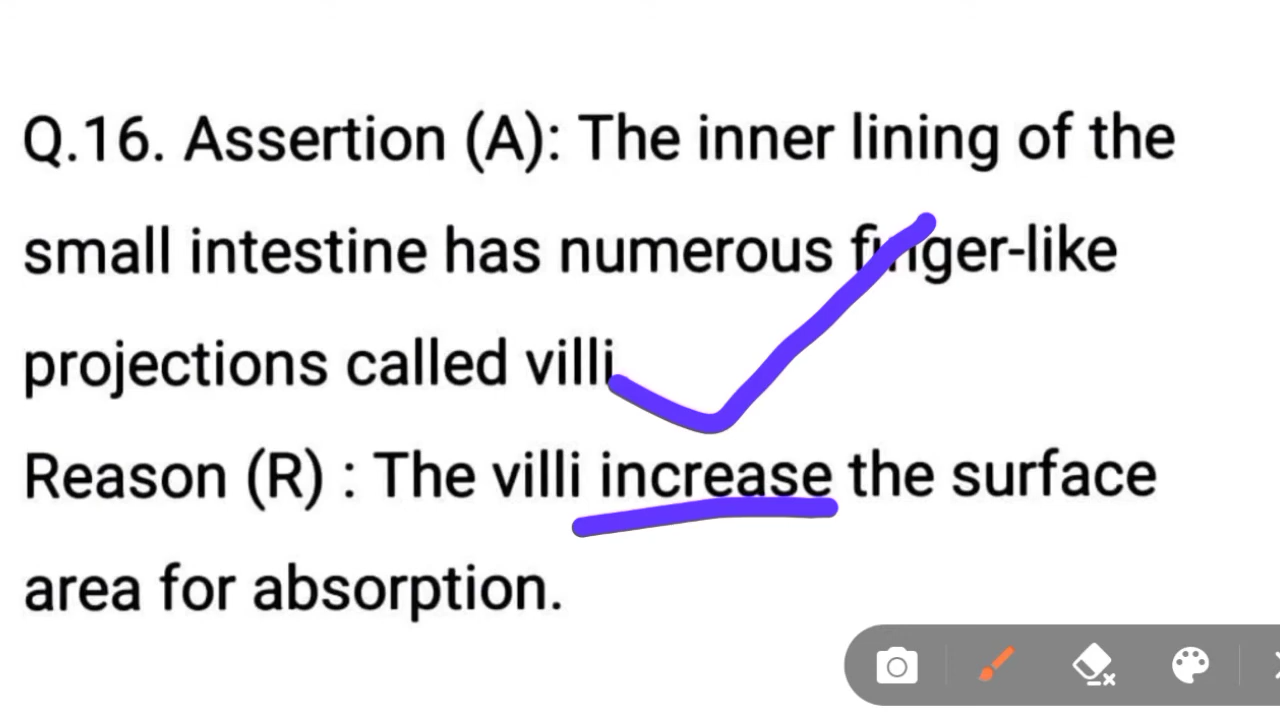 Q.16. Assertion (A): The inner lining of the
small intestine has numerous finger-like
projections called villi
Reason (R) : The villi increase the surface
area for absorption.